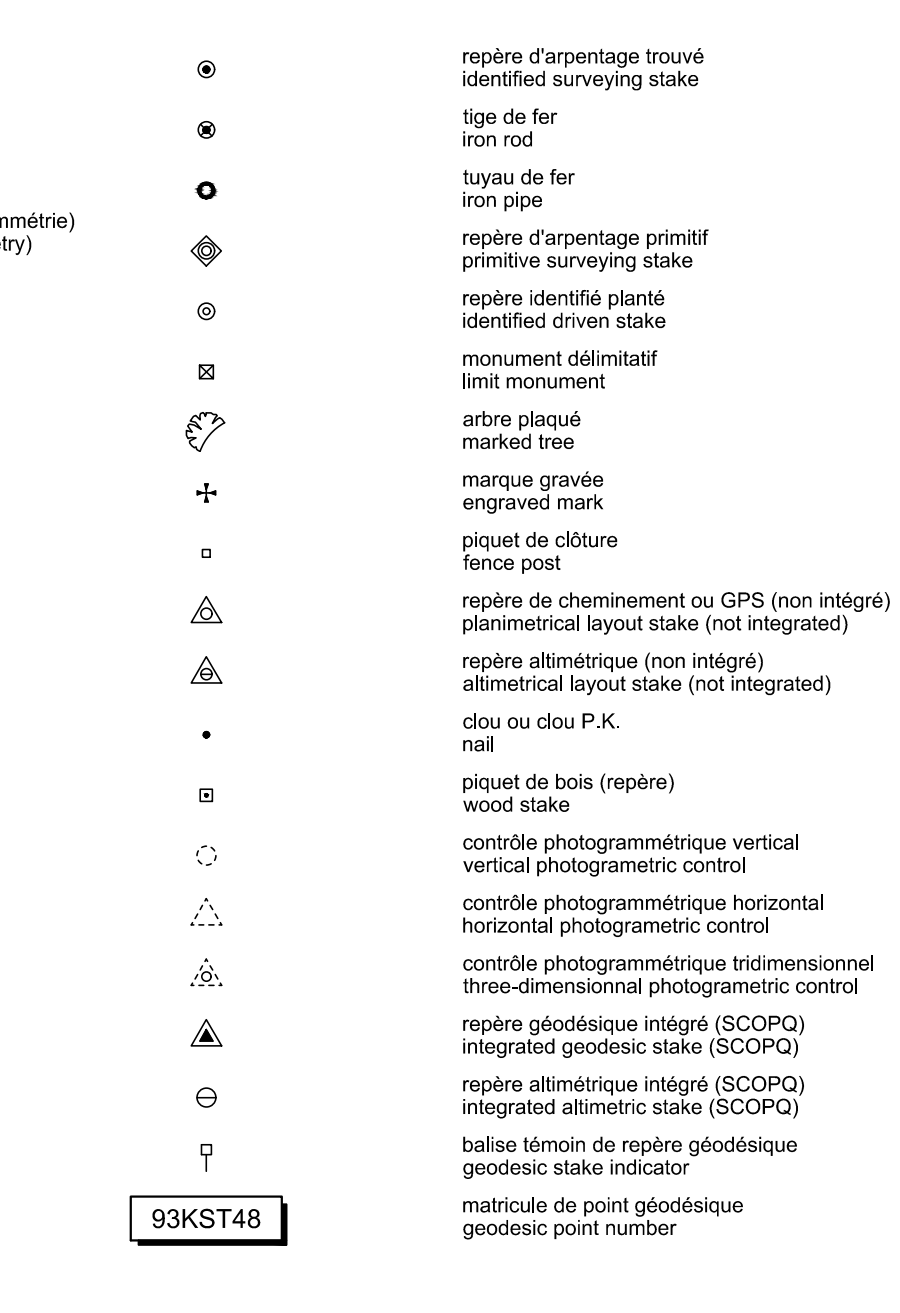 repère d'arpentage trouvé
identified surveying stake
tige de fer
iron rod
tuyau de fer
iron pipe
mmétrie)
etry)
repère d'arpentage primitif
primitive surveying stake
repère identifié planté
identified driven stake
monument délimitatif
limit monument
arbre plaqué
marked tree
marque gravée
engraved mark
piquet de clôture
fence post
repère de cheminement ou GPS (non intégré)
planimetrical layout stake (not integrated)
repère altimétrique (non intégré)
altimetrical layout stake (not integrated)
clou ou clou P.K.
nail
piquet de bois (repère)
wood stake
contrôle photogrammétrique vertical
vertical photogrametric control
contrôle photogrammétrique horizontal
horizontal photogrametric control
contrôle photogrammétrique tridimensionnel
three-dimensionnal photogrametric control
repère géodésique intégré (SCOPQ)
integrated geodesic stake (SCOPQ)
repère altimétrique intégré (SCOPQ)
integrated altimetric stake (SCOPQ)
balise témoin de repère géodésique
geodesic stake indicator
93KST48
matricule de point géodésique
geodesic point number